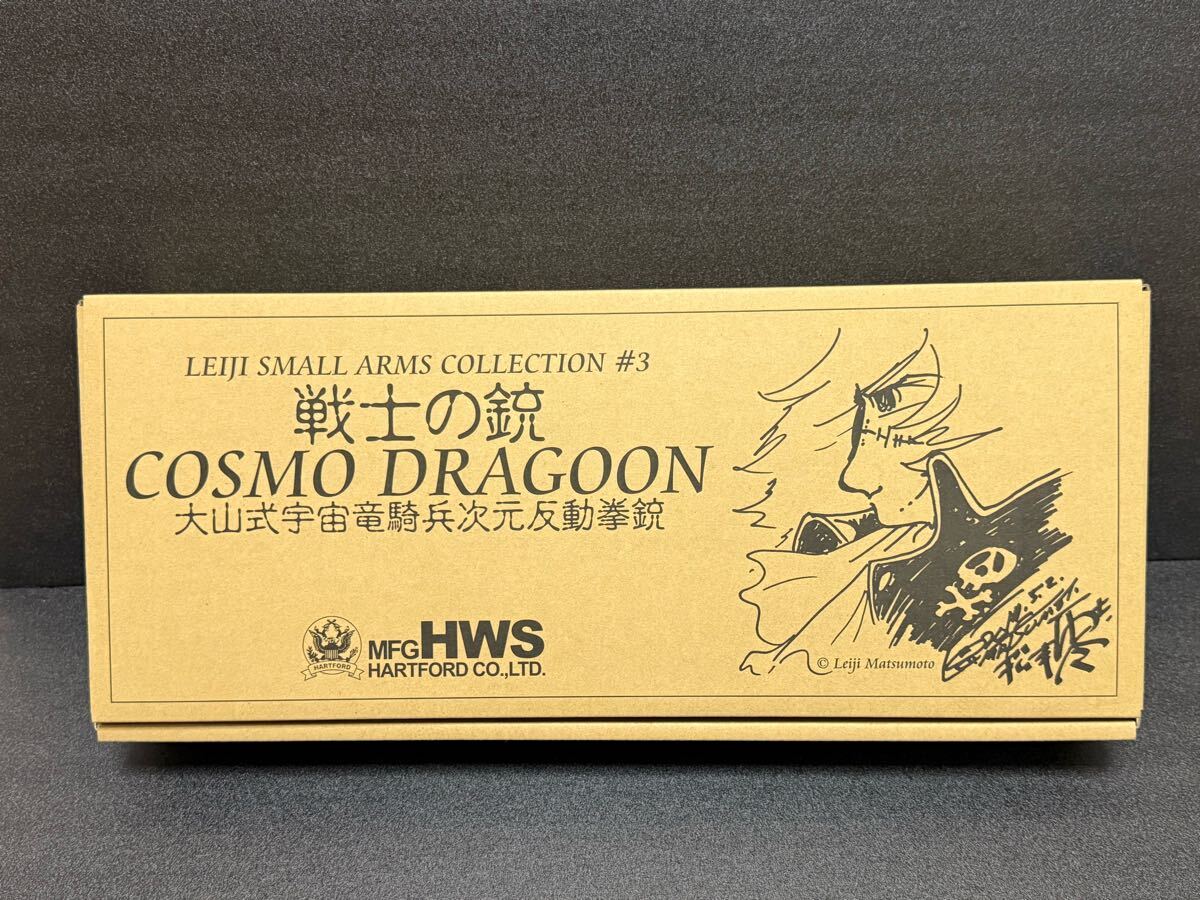 LEIJI SMALL ARMS COLLECTION #3
戦士の銃
COSMO DRAGOON
大山式宇宙竜騎兵次元反動拳銃
HARTFORD
MFG HWS
HARTFORD CO.,LTD.
© Leiji Matsumoto